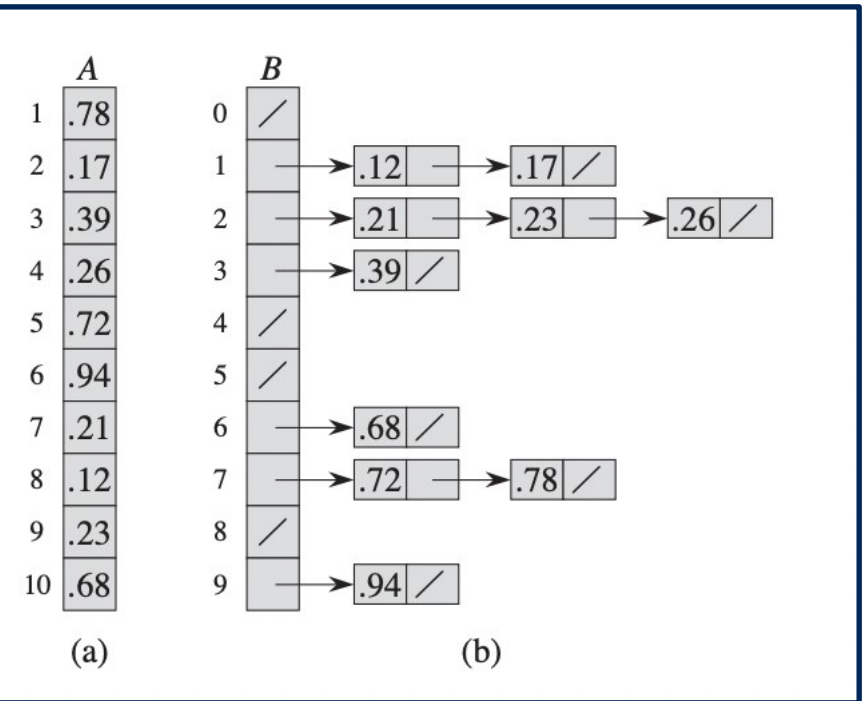 A B
1 .78 0 /
2 .17 1 .12 .17 /
3 .39 2 .21 .23 .26 /
4 .26 3 .39 /
5 .72 4 /
6 .94 5 /
7 .21 6 .68 /
8 .12 7 .72 .78 /
9 .23 8 /
10 .68 9 .94 /
(a) (b)